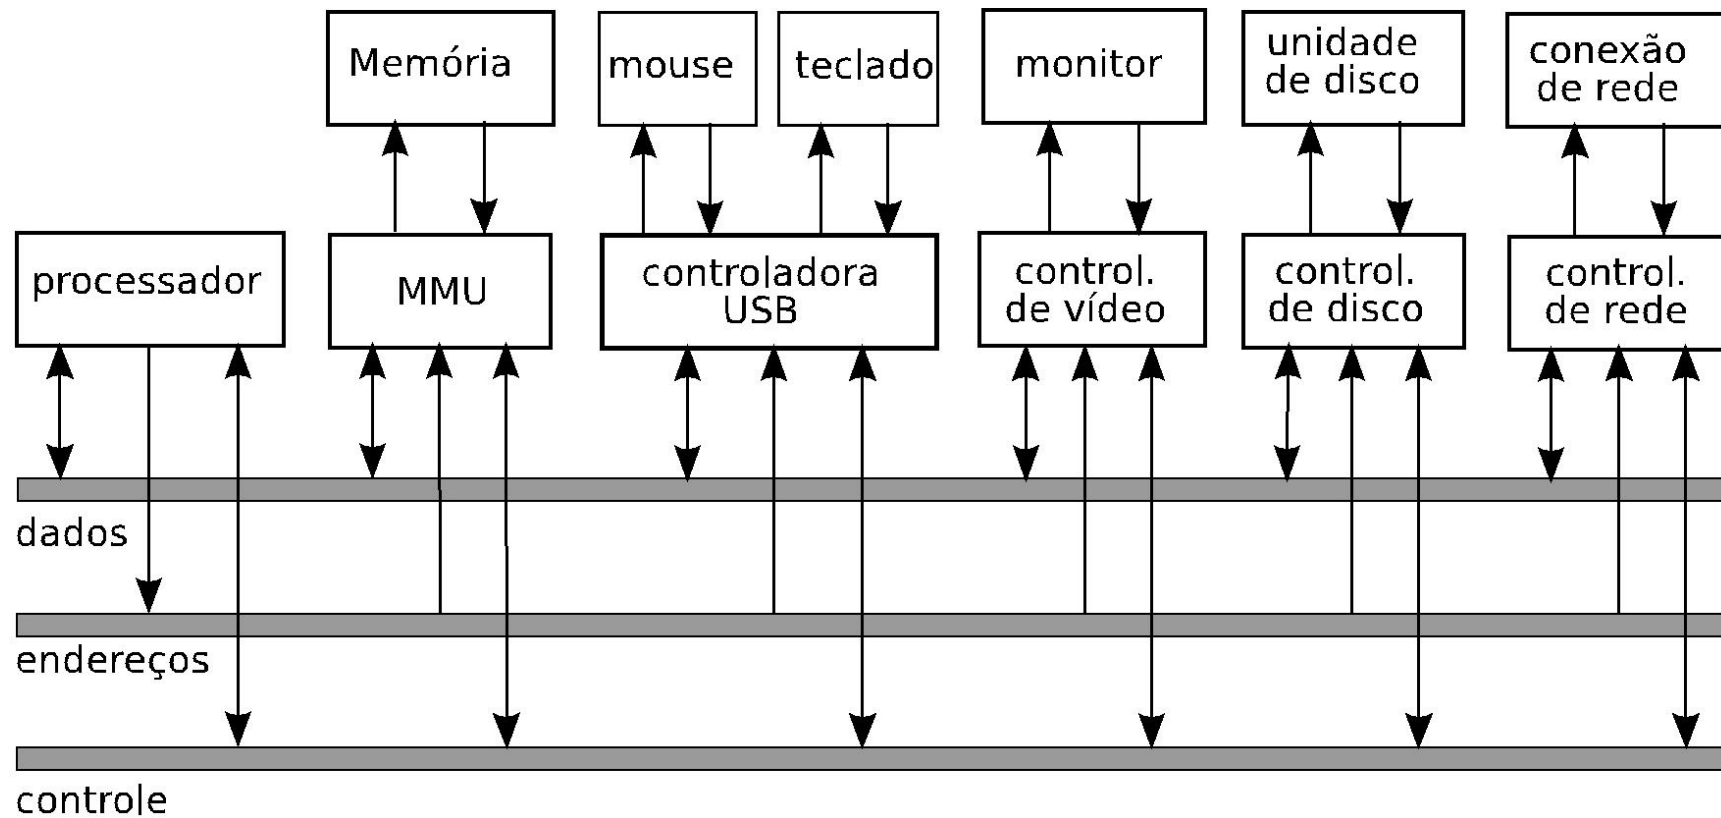 Memória
mouse
teclado
monitor
unidade
de disco
conexão
de rede
processador
MMU
controladora
USB
control.
de vídeo
control.
de disco
control.
de rede
dados
endereços
controle